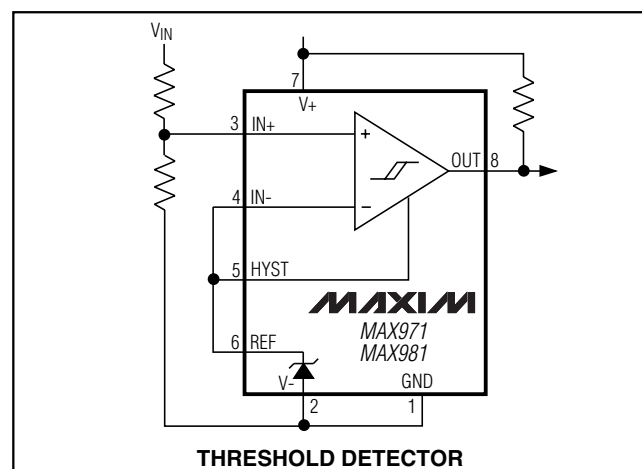 VIN
7
V+
3 IN+
+
OUT 8
4 IN-
−
5 HYST
MAXIM
MAX971
MAX981
6 REF
V-
GND
2
1
THRESHOLD DETECTOR